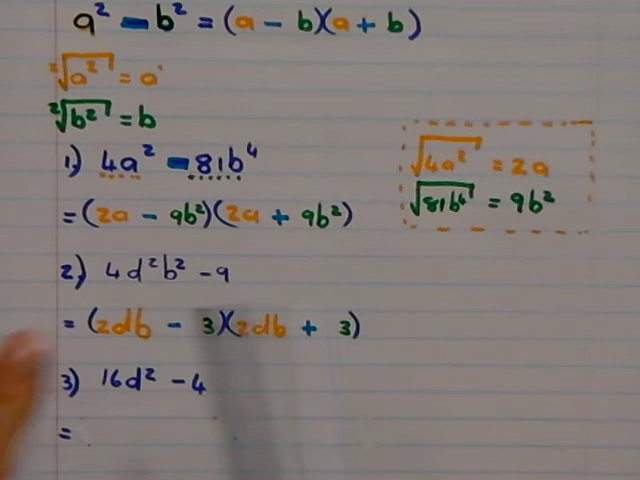 a² - b² = (a - b)(a + b)
²√a² = a
²√b² = b
1) 4a² - 81b⁴
= (2a - 9b²)(2a + 9b²)
√4a² = 2a
√81b⁴ = 9b²
2) 4d²b² - 9
= (2db - 3)(2db + 3)
3) 16d² - 4
=